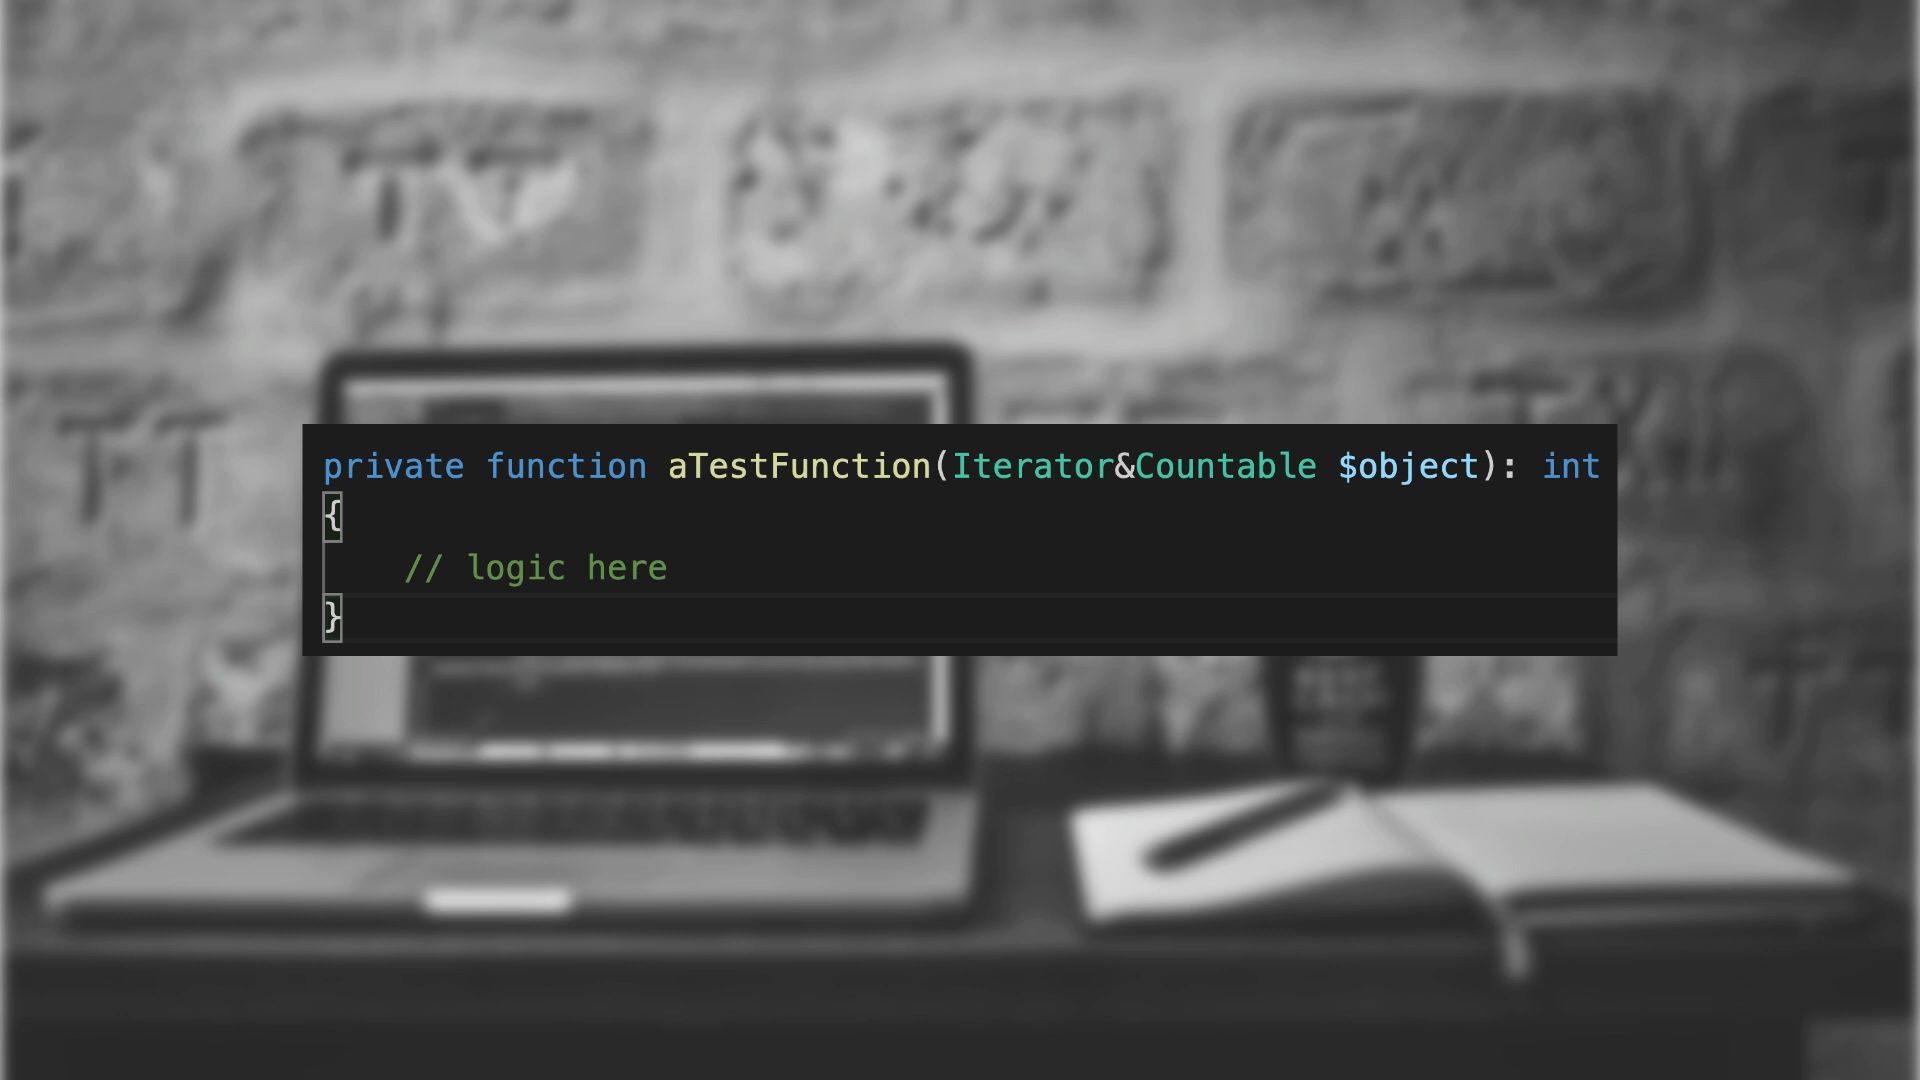 private function aTestFunction(Iterator&Countable $object): int
{
    // logic here
}